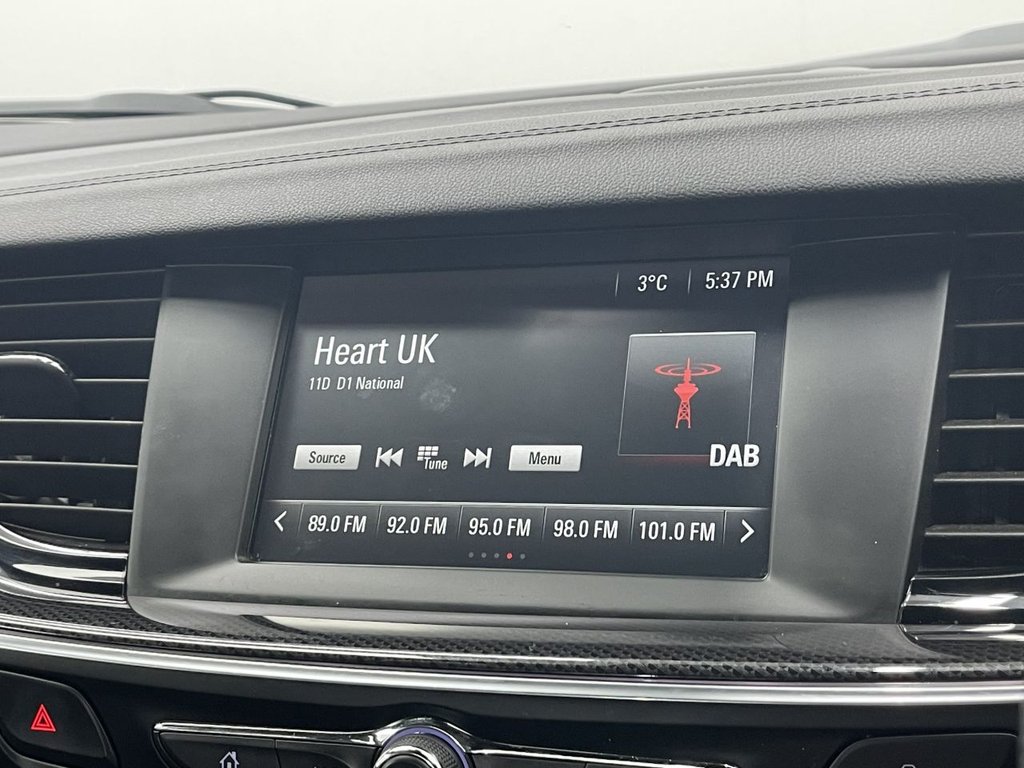 3°C 5:37 PM
Heart UK
11D D1 National
DAB
Source Tune Menu
89.0 FM 92.0 FM 95.0 FM 98.0 FM 101.0 FM